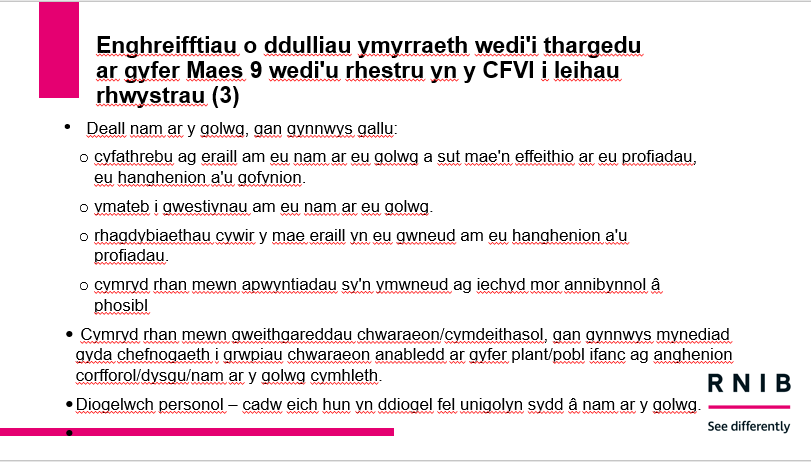 Enghreifftiau o ddulliau ymyrraeth wedi'i thargedu
ar gyfer Maes 9 wedi'u rhestru yn y CFVI i leihau
rhwystrau (3)
• Deall nam ar y golwg, gan gynnwys gallu:
o cyfathrebu ag eraill am eu nam ar eu golwg a sut mae'n effeithio ar eu profiadau,
eu hanghenion a'u gofynion.
o ymateb i gwestivnau am eu nam ar eu golwg.
o rhagdybiaethau cywir y mae eraill yn eu gwneud am eu hanghenion a'u
profiadau.
o cymryd rhan mewn apwyntiadau sy'n ymwneud ag iechyd mor annibynnol â
phosibl
• Cymryd rhan mewn gweithgareddau chwaraeon/cymdeithasol, gan gynnwys mynediad
gyda chefnogaeth i grwpiau chwaraeon anabledd ar gyfer plant/pobl ifanc ag anghenion
corfforol/dysgu/nam ar y golwg cymhleth.
• Diogelwch personol – cadw eich hun yn ddiogel fel unigolyn sydd â nam ar y golwg.
•
RNIB
See differently